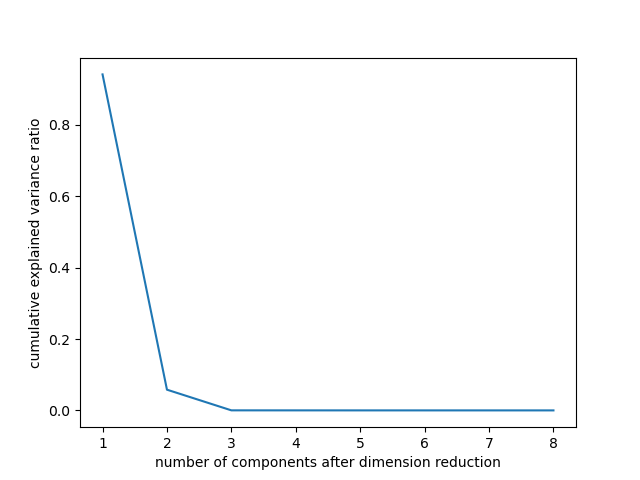 cumulative explained variance ratio
0.8
0.6
0.4
0.2
0.0
1 2 3 4 5 6 7 8
number of components after dimension reduction